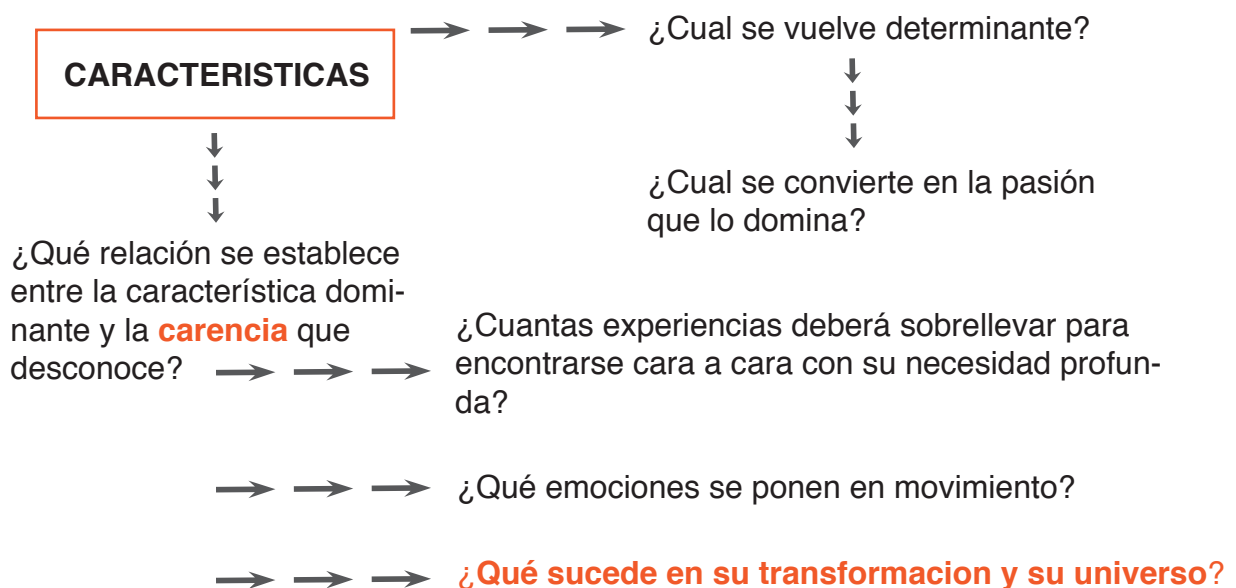 CARACTERISTICAS
¿Cual se vuelve determinante?
¿Cual se convierte en la pasión
que lo domina?
¿Qué relación se establece
entre la característica domi-
nante y la carencia que
desconoce?
¿Cuantas experiencias deberá sobrellevar para
encontrarse cara a cara con su necesidad profun-
da?
¿Qué emociones se ponen en movimiento?
¿Qué sucede en su transformacion y su universo?